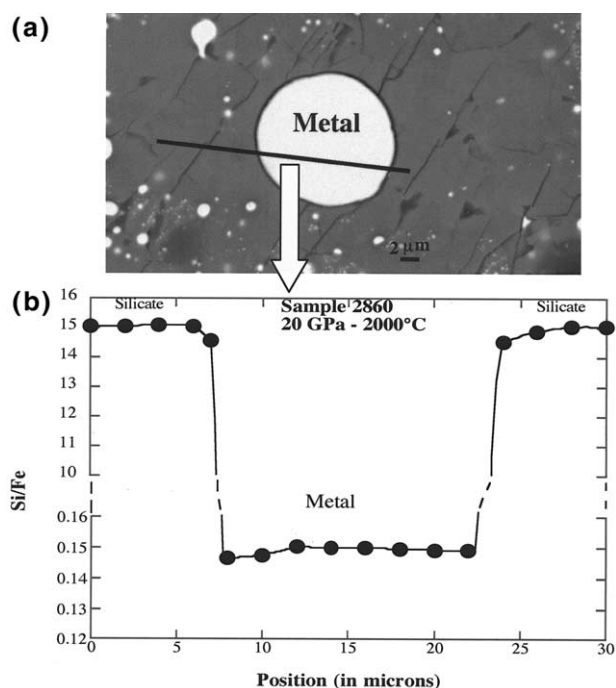 (a)
Metal
2 μm
(b)
16
15
14
13
12
11
10
0.16
0.15
0.14
0.13
0.12
Si/Fe
Silicate
Sample 2860
20 GPa - 2000°C
Silicate
Metal
0 5 10 15 20 25 30
Position (in microns)